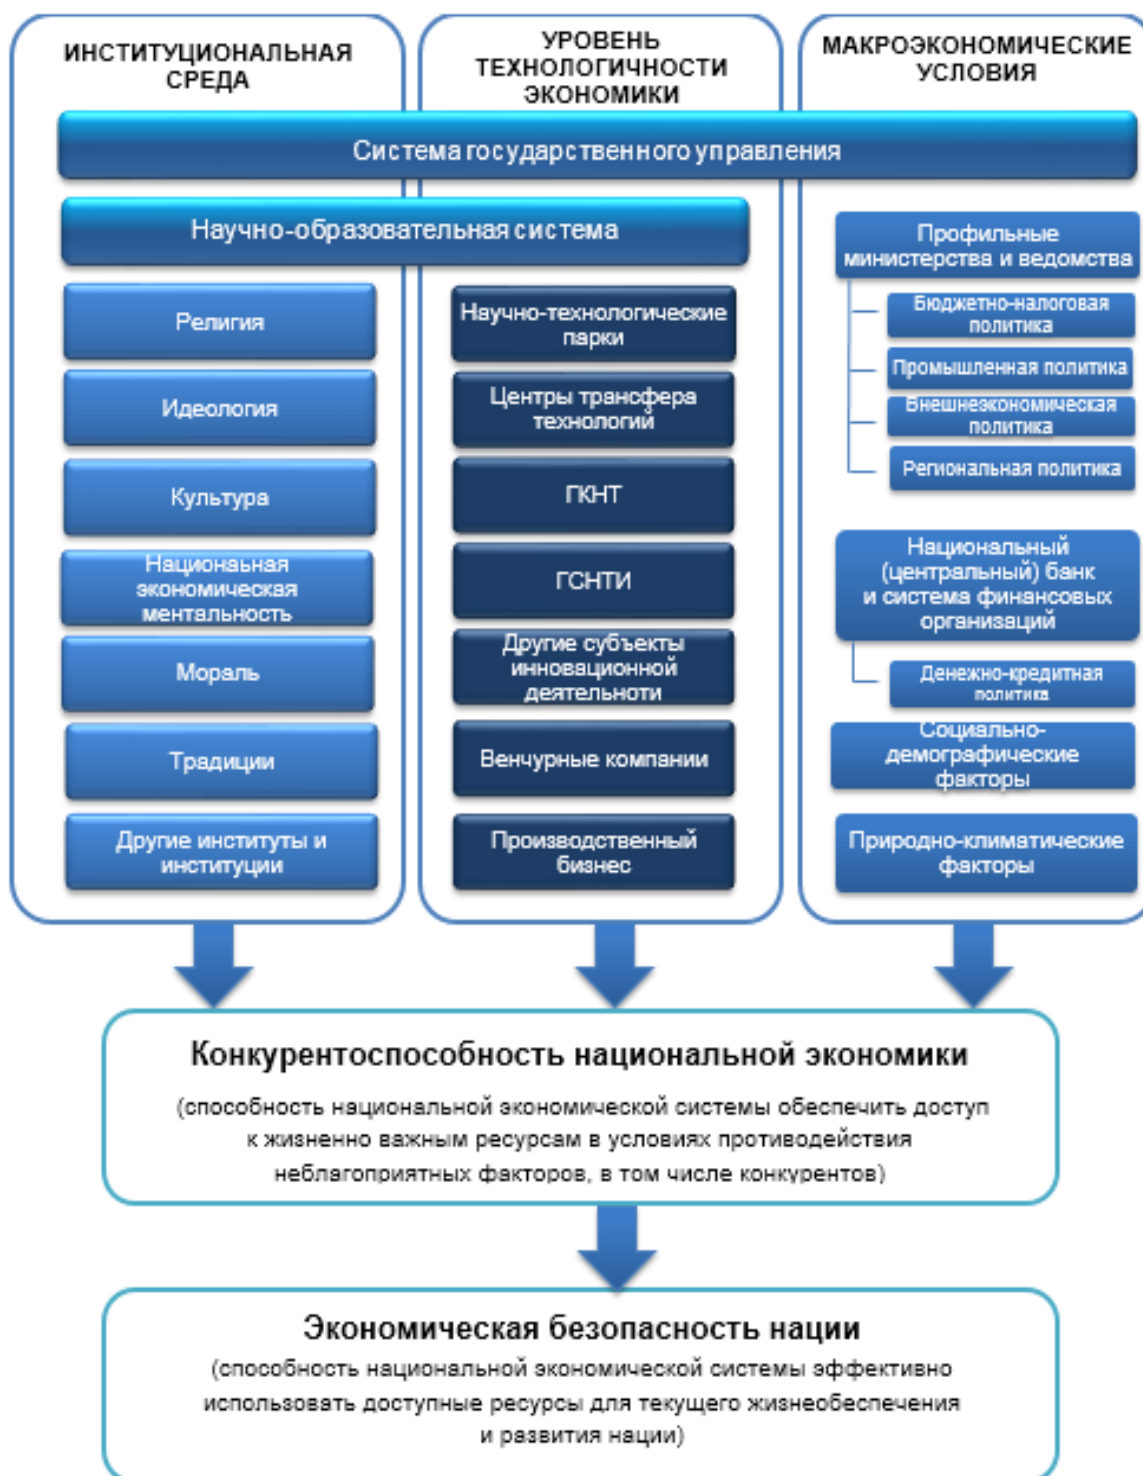 ИНСТИТУЦИОНАЛЬНАЯ
СРЕДА
УРОВЕНЬ
ТЕХНОЛОГИЧНОСТИ
ЭКОНОМИКИ
МАКРОЭКОНОМИЧЕСКИЕ
УСЛОВИЯ
Система государственного управления
Научно-образовательная система
Религия
Идеология
Культура
Национаьная
экономическая
ментальность
Мораль
Традиции
Другие институты и
институции
Научно-технологические
парки
Центры трансфера
технологий
ГКНТ
ГСНТИ
Другие субъекты
инновационной
деятельноти
Венчурные компании
Производственный
бизнес
Профильные
министерства и ведомства
Бюджетно-налоговая
политика
Промышленная политика
Внешнеэкономическая
политика
Региональная политика
Национальный
(центральный) банк
и система финансовых
организаций
Денежно-кредитная
политика
Социально-
демографические
факторы
Природно-климатические
факторы
Конкурентоспособность национальной экономики
(способность национальной экономической системы обеспечить доступ
к жизненно важным ресурсам в условиях противодействия
неблагоприятных факторов, в том числе конкурентов)
Экономическая безопасность нации
(способность национальной экономической системы эффективно
использовать доступные ресурсы для текущего жизнеобеспечения
и развития нации)